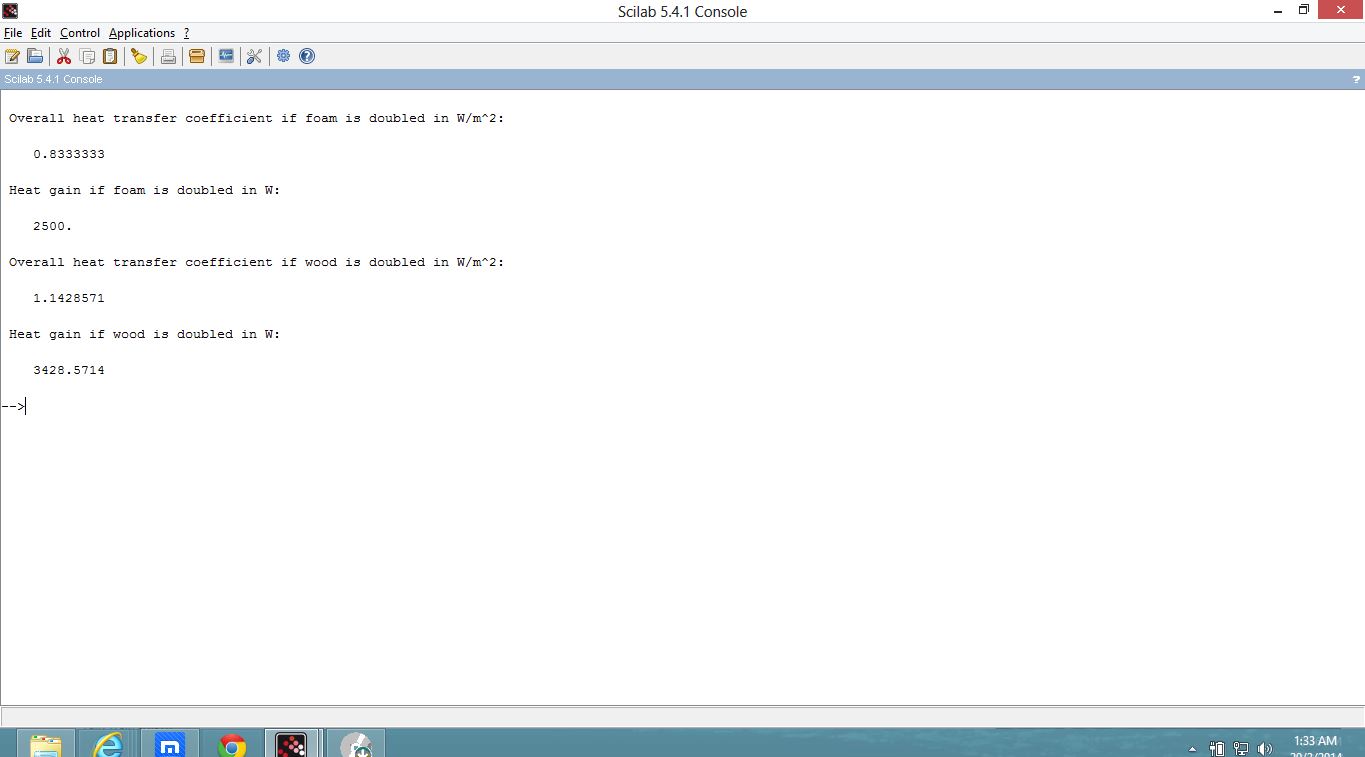 Scilab 5.4.1 Console
File Edit Control Applications ?
Scilab 5.4.1 Console ?
Overall heat transfer coefficient if foam is doubled in W/m^2:
0.8333333
Heat gain if foam is doubled in W:
2500.
Overall heat transfer coefficient if wood is doubled in W/m^2:
1.1428571
Heat gain if wood is doubled in W:
3428.5714
-->
1:33 AM